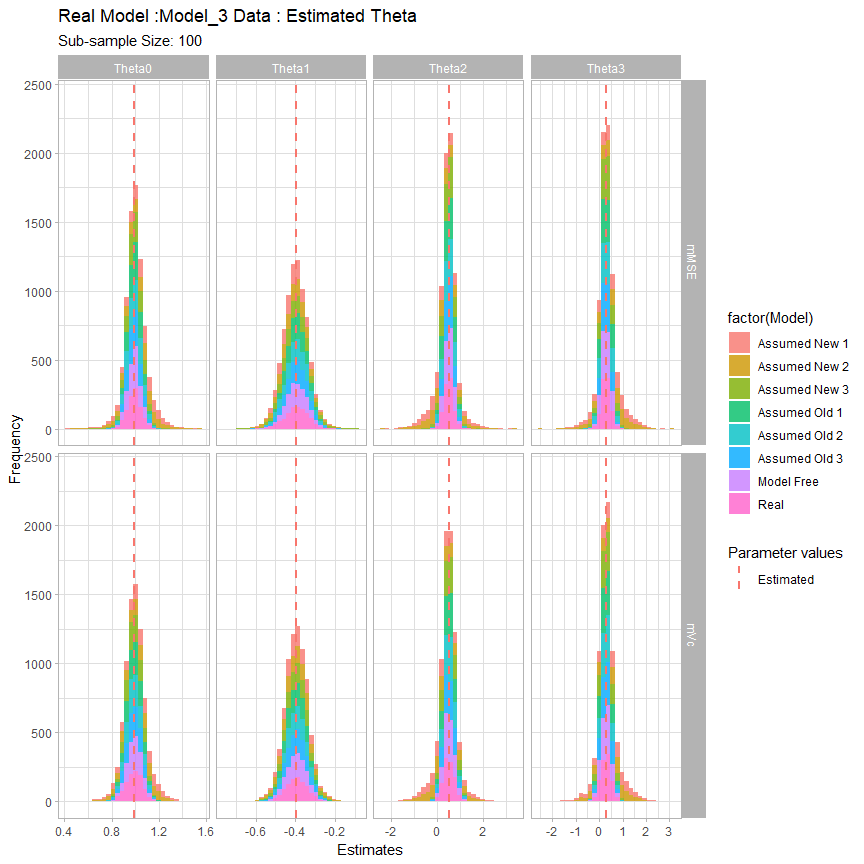 Real Model :Model_3 Data : Estimated Theta
Sub-sample Size: 100
Theta0 Theta1 Theta2 Theta3
2500
2000
1500
1000
500
0
mMSE
2500
2000
1500
1000
500
0
mVc
Frequency
0.4 0.8 1.2 1.6
-0.6 -0.4 -0.2
-2 0 2
-2 -1 0 1 2 3
Estimates
factor(Model)
Assumed New 1
Assumed New 2
Assumed New 3
Assumed Old 1
Assumed Old 2
Assumed Old 3
Model Free
Real
Parameter values
Estimated